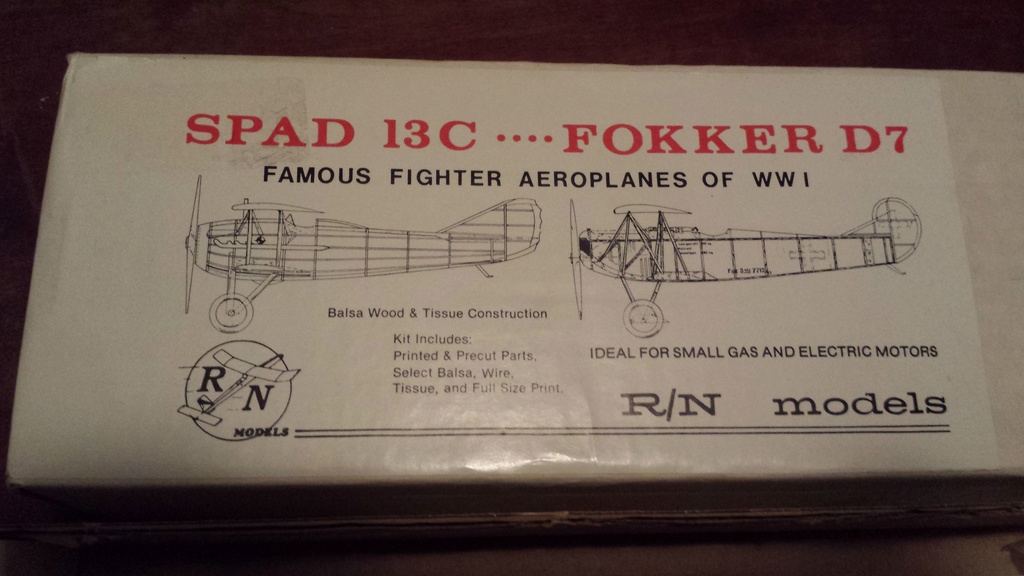 SPAD 13C ....FOKKER D7
FAMOUS FIGHTER AEROPLANES OF WW I
Balsa Wood & Tissue Construction
Kit Includes:
Printed & Precut Parts,
Select Balsa, Wire,
Tissue, and Full Size Print.
IDEAL FOR SMALL GAS AND ELECTRIC MOTORS
R/N models
R N
MODELS